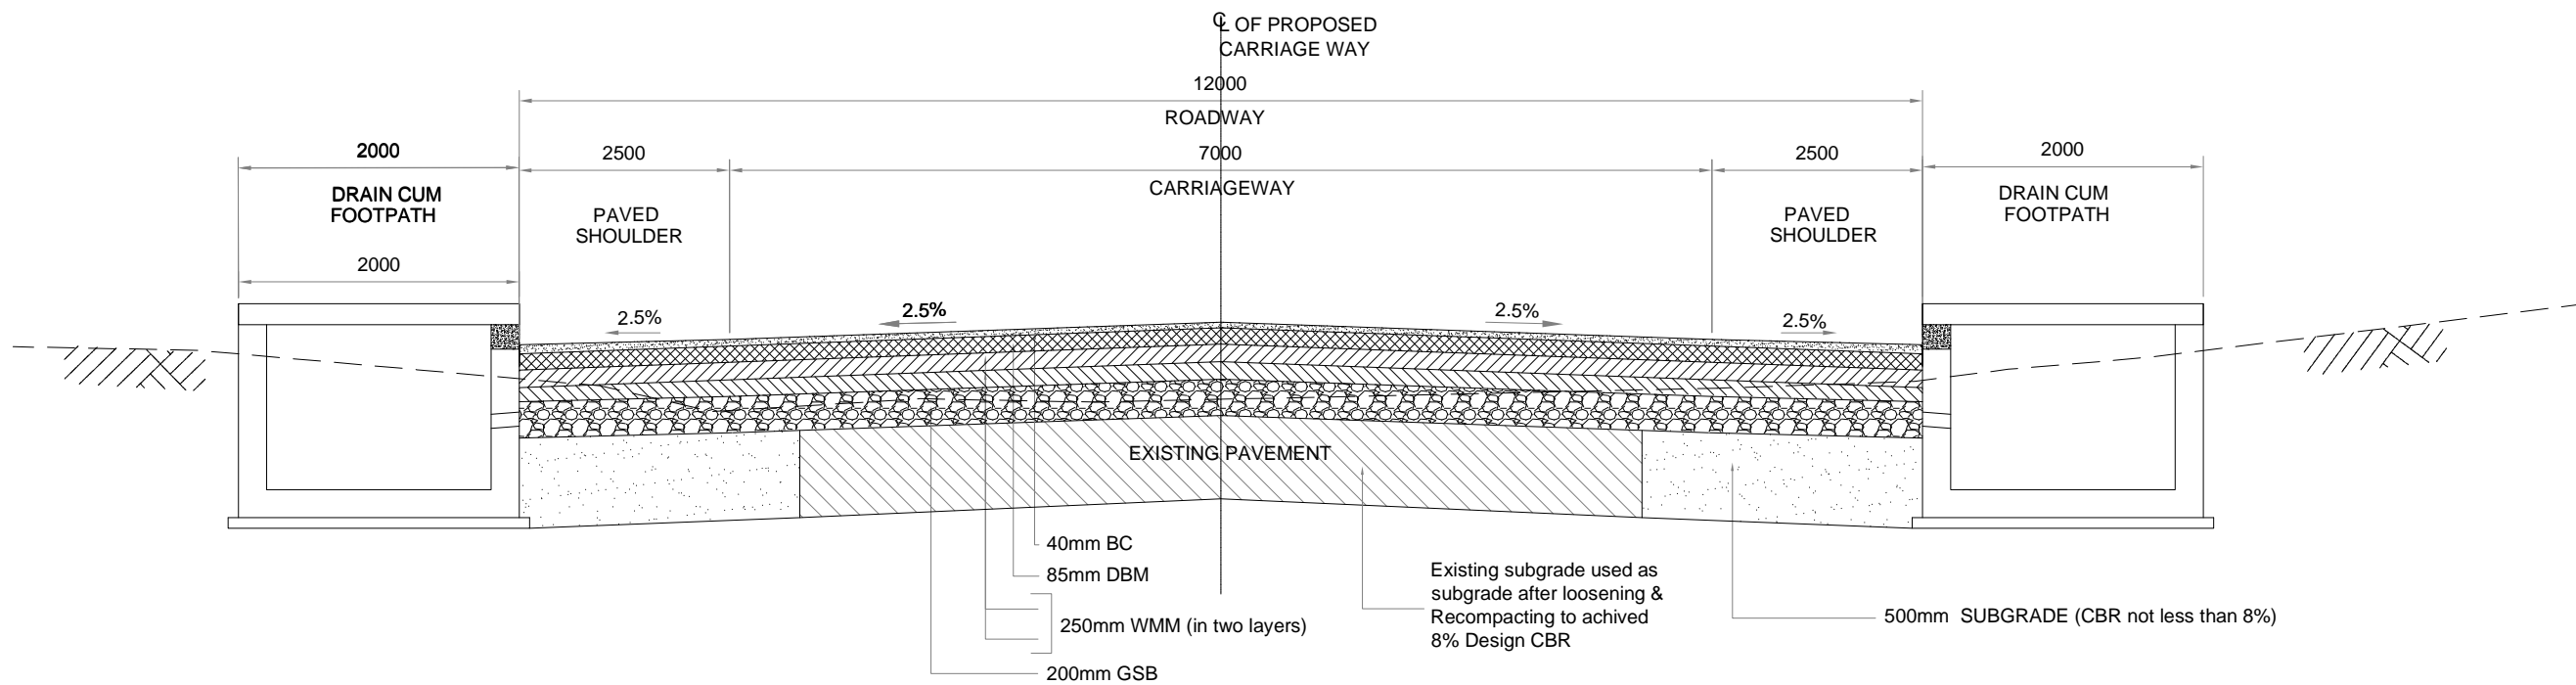 ℄ OF PROPOSED
CARRIAGE WAY
12000
ROADWAY
2000
2500
7000
2500
2000
DRAIN CUM
FOOTPATH
PAVED
SHOULDER
CARRIAGEWAY
PAVED
SHOULDER
DRAIN CUM
FOOTPATH
2000
2.5%
2.5%
2.5%
2.5%
EXISTING PAVEMENT
40mm BC
85mm DBM
250mm WMM (in two layers)
200mm GSB
Existing subgrade used as
subgrade after loosening &
Recompacting to achived
8% Design CBR
500mm SUBGRADE (CBR not less than 8%)